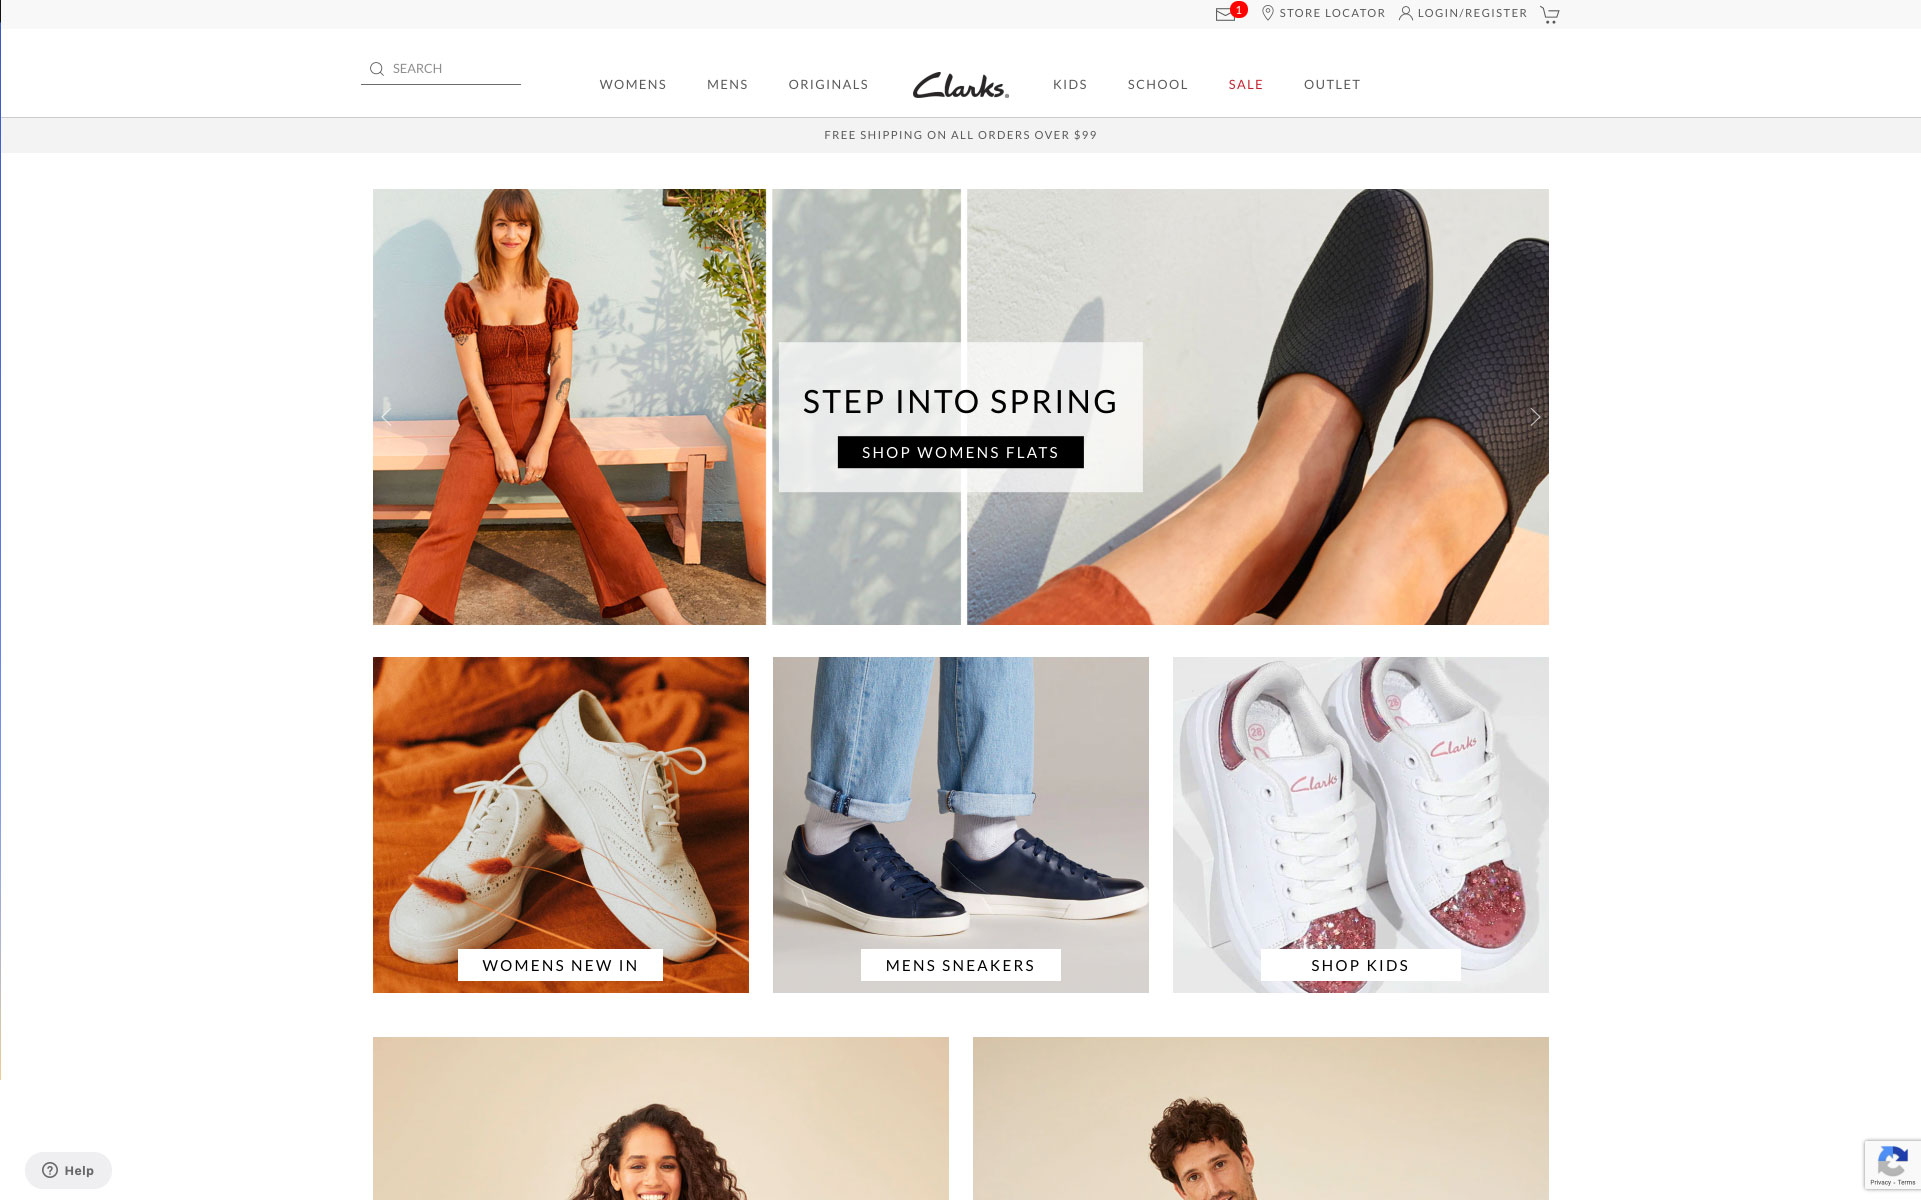 1
STORE LOCATOR
LOGIN/REGISTER
SEARCH
WOMENS
MENS
ORIGINALS
Clarks.
KIDS
SCHOOL
SALE
OUTLET
FREE SHIPPING ON ALL ORDERS OVER $99
STEP INTO SPRING
SHOP WOMENS FLATS
28
28
Clarks
Clarks
WOMENS NEW IN
MENS SNEAKERS
SHOP KIDS
Help
Privacy - Terms